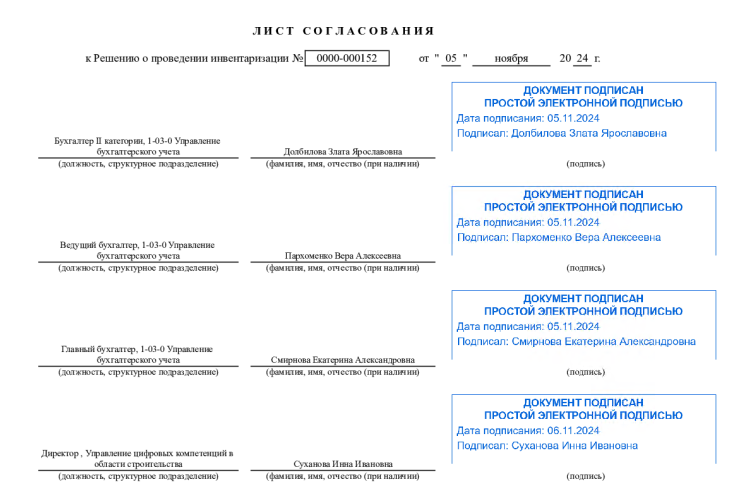 ЛИСТ СОГЛАСОВАНИЯ
к Решению о проведении инвентаризации № 0000-000152 от " 05 " ноября 20 24 г.
ДОКУМЕНТ ПОДПИСАН
ПРОСТОЙ ЭЛЕКТРОННОЙ ПОДПИСЬЮ
Дата подписания: 05.11.2024
Подписал: Долбилова Злата Ярославовна
Бухгалтер II категории, 1-03-0 Управление
бухгалтерского учета Долбилова Злата Ярославовна
(должность, структурное подразделение) (фамилия, имя, отчество (при наличии) (подпись)
ДОКУМЕНТ ПОДПИСАН
ПРОСТОЙ ЭЛЕКТРОННОЙ ПОДПИСЬЮ
Дата подписания: 05.11.2024
Подписал: Пархоменко Вера Алексеевна
Ведущий бухгалтер, 1-03-0 Управление
бухгалтерского учета Пархоменко Вера Алексеевна
(должность, структурное подразделение) (фамилия, имя, отчество (при наличии) (подпись)
ДОКУМЕНТ ПОДПИСАН
ПРОСТОЙ ЭЛЕКТРОННОЙ ПОДПИСЬЮ
Дата подписания: 05.11.2024
Подписал: Смирнова Екатерина Александровна
Главный бухгалтер, 1-03-0 Управление
бухгалтерского учета Смирнова Екатерина Александровна
(должность, структурное подразделение) (фамилия, имя, отчество (при наличии) (подпись)
ДОКУМЕНТ ПОДПИСАН
ПРОСТОЙ ЭЛЕКТРОННОЙ ПОДПИСЬЮ
Дата подписания: 06.11.2024
Подписал: Суханова Инна Ивановна
Директор , Управление цифровых компетенций в
области строительства Суханова Инна Ивановна
(должность, структурное подразделение) (фамилия, имя, отчество (при наличии) (подпись)